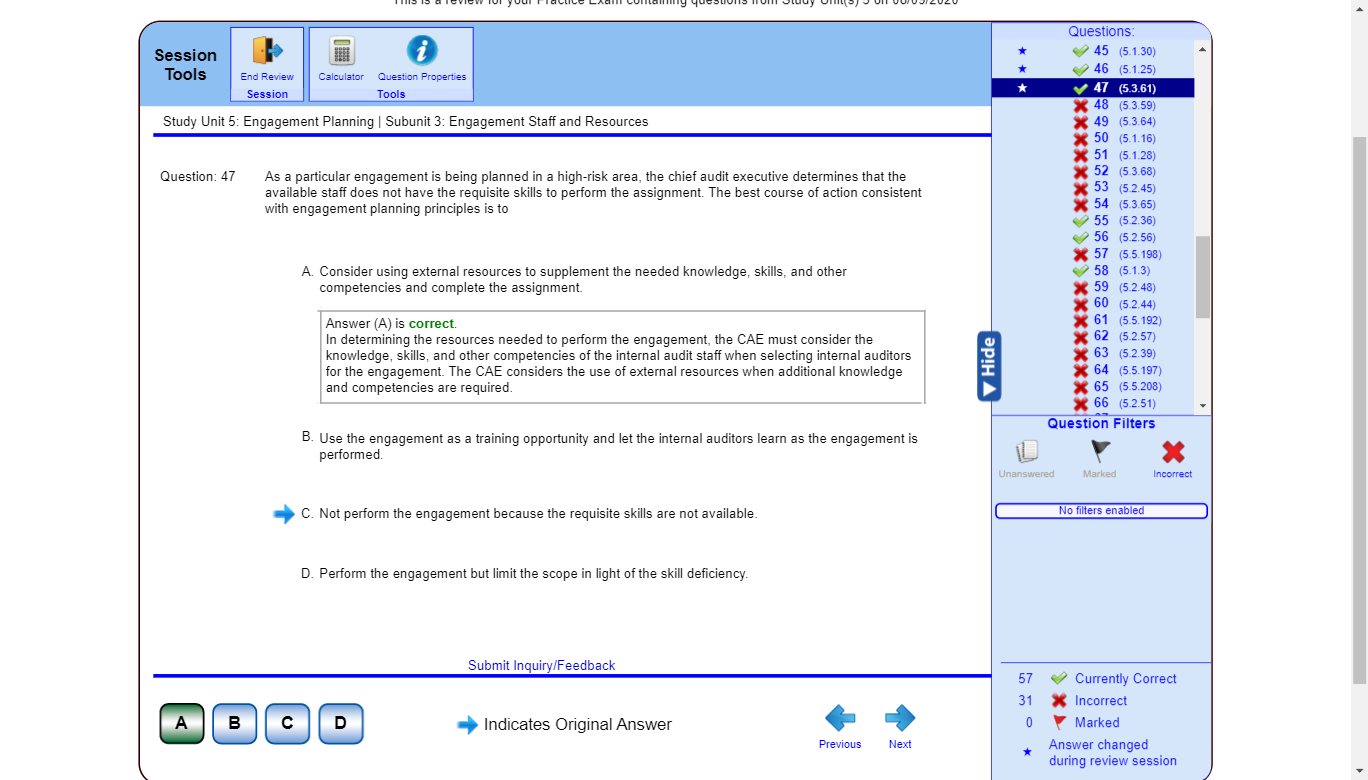 This is a review for your Practice Exam containing questions from Study Unit(s) 5 on 08/09/2020
Session
Tools
End Review
Session
Calculator
Question Properties
Tools
Study Unit 5: Engagement Planning | Subunit 3: Engagement Staff and Resources
Question: 47
As a particular engagement is being planned in a high-risk area, the chief audit executive determines that the
available staff does not have the requisite skills to perform the assignment. The best course of action consistent
with engagement planning principles is to
A. Consider using external resources to supplement the needed knowledge, skills, and other
competencies and complete the assignment.
Answer (A) is correct.
In determining the resources needed to perform the engagement, the CAE must consider the
knowledge, skills, and other competencies of the internal audit staff when selecting internal auditors
for the engagement. The CAE considers the use of external resources when additional knowledge
and competencies are required.
B. Use the engagement as a training opportunity and let the internal auditors learn as the engagement is
performed.
C. Not perform the engagement because the requisite skills are not available.
D. Perform the engagement but limit the scope in light of the skill deficiency.
Submit Inquiry/Feedback
A
B
C
D
Indicates Original Answer
Previous
Next
Hide
Questions:
45 (5.1.30)
46 (5.1.25)
47 (5.3.61)
48 (5.3.59)
49 (5.3.64)
50 (5.1.16)
51 (5.1.28)
52 (5.3.68)
53 (5.2.45)
54 (5.3.65)
55 (5.2.36)
56 (5.2.56)
57 (5.5.198)
58 (5.1.3)
59 (5.2.48)
60 (5.2.44)
61 (5.5.192)
62 (5.2.57)
63 (5.2.39)
64 (5.5.197)
65 (5.5.208)
66 (5.2.51)
Question Filters
Unanswered
Marked
Incorrect
No filters enabled
57 Currently Correct
31 Incorrect
0 Marked
Answer changed
during review session